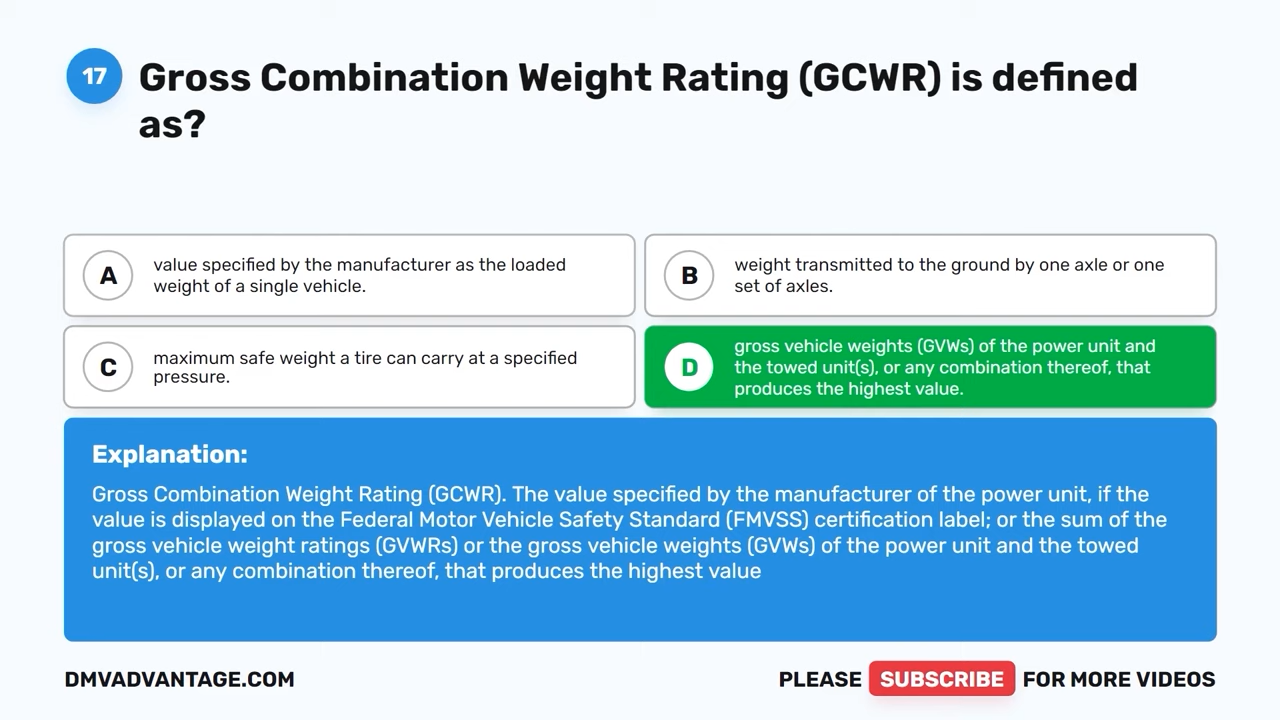 17
Gross Combination Weight Rating (GCWR) is defined
as?
A
value specified by the manufacturer as the loaded
weight of a single vehicle.
B
weight transmitted to the ground by one axle or one
set of axles.
C
maximum safe weight a tire can carry at a specified
pressure.
D
gross vehicle weights (GVWs) of the power unit and
the towed unit(s), or any combination thereof, that
produces the highest value.
Explanation:
Gross Combination Weight Rating (GCWR). The value specified by the manufacturer of the power unit, if the
value is displayed on the Federal Motor Vehicle Safety Standard (FMVSS) certification label; or the sum of the
gross vehicle weight ratings (GVWRs) or the gross vehicle weights (GVWs) of the power unit and the towed
unit(s), or any combination thereof, that produces the highest value
DMVADVANTAGE.COM
PLEASE SUBSCRIBE FOR MORE VIDEOS